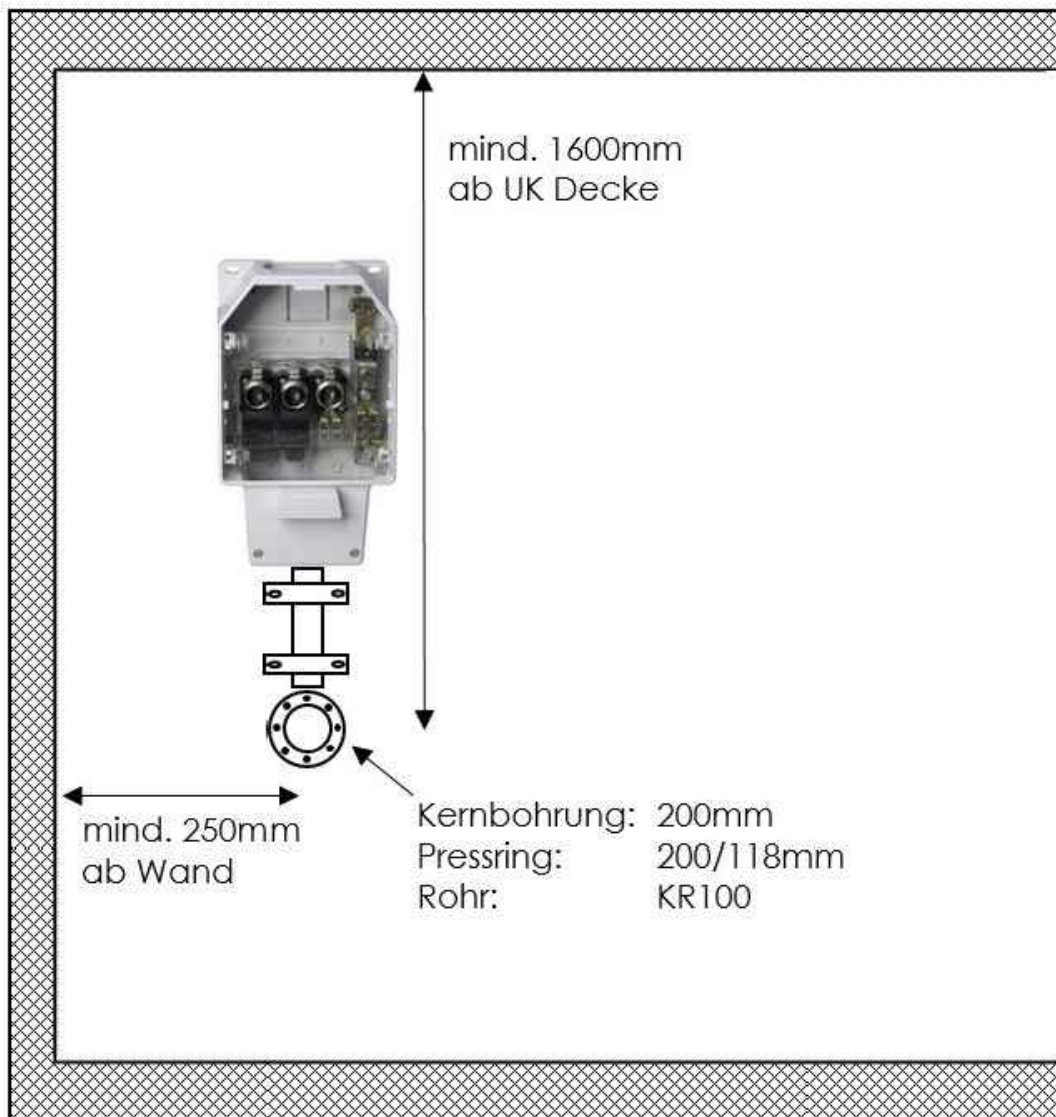 mind. 1600mm
ab UK Decke
mind. 250mm
ab Wand
Kernbohrung: 200mm
Pressring: 200/118mm
Rohr: KR100